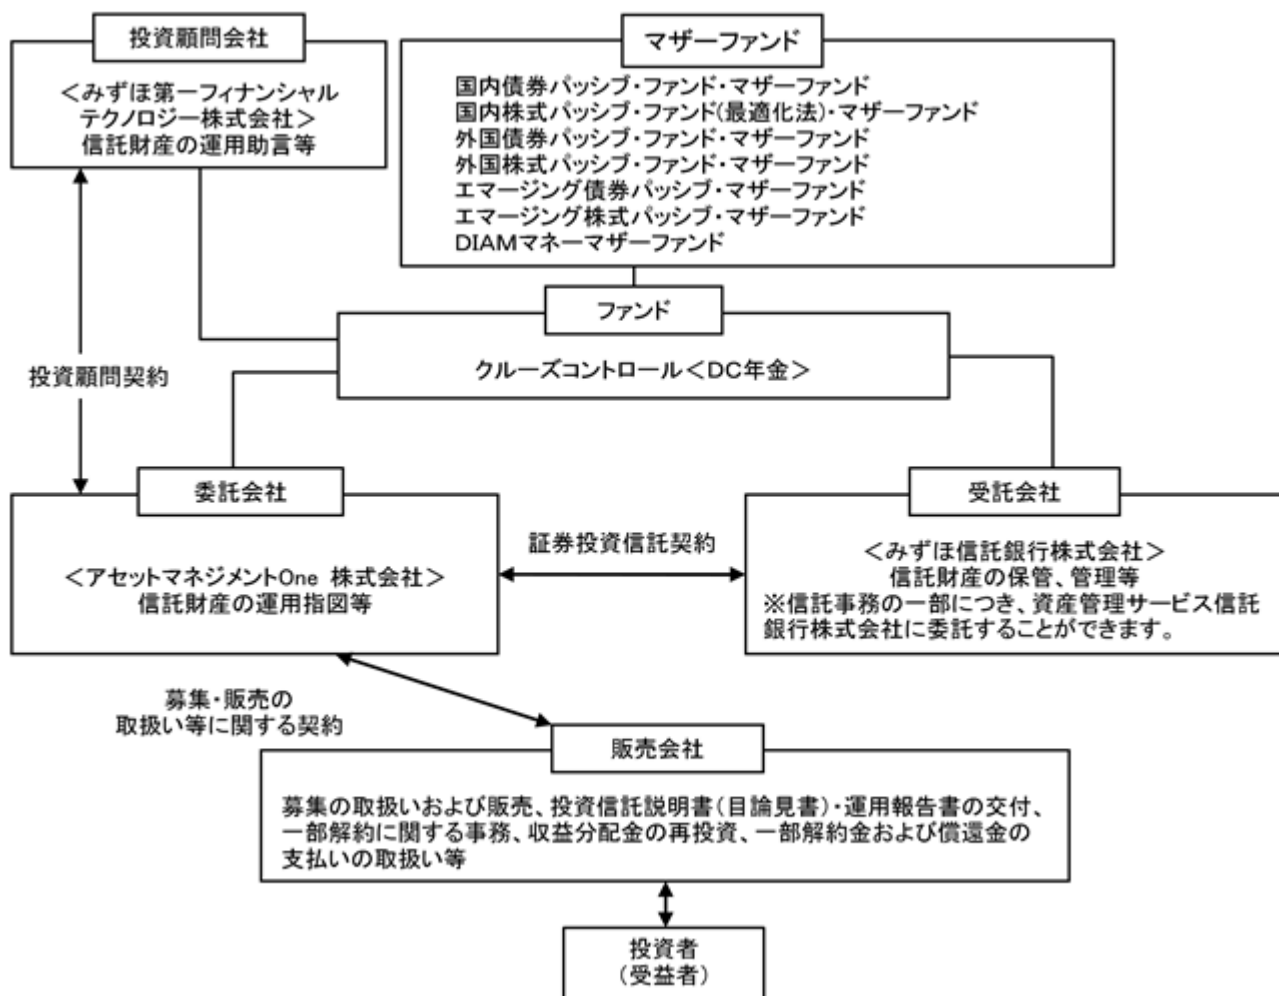 投資顧問会社
＜みずほ第一フィナンシャル
テクノロジー株式会社＞
信託財産の運用助言等
マザーファンド
国内債券パッシブ・ファンド・マザーファンド
国内株式パッシブ・ファンド(最適化法)・マザーファンド
外国債券パッシブ・ファンド・マザーファンド
外国株式パッシブ・ファンド・マザーファンド
エマージング債券パッシブ・マザーファンド
エマージング株式パッシブ・マザーファンド
DIAMマネーマザーファンド
ファンド
クルーズコントロール＜DC年金＞
投資顧問契約
委託会社
＜アセットマネジメントOne 株式会社＞
信託財産の運用指図等
証券投資信託契約
受託会社
＜みずほ信託銀行株式会社＞
信託財産の保管、管理等
※信託事務の一部につき、資産管理サービス信託
銀行株式会社に委託することができます。
募集・販売の
取扱い等に関する契約
販売会社
募集の取扱いおよび販売、投資信託説明書(目論見書)・運用報告書の交付、
一部解約に関する事務、収益分配金の再投資、一部解約金および償還金の
支払いの取扱い等
投資者
(受益者)